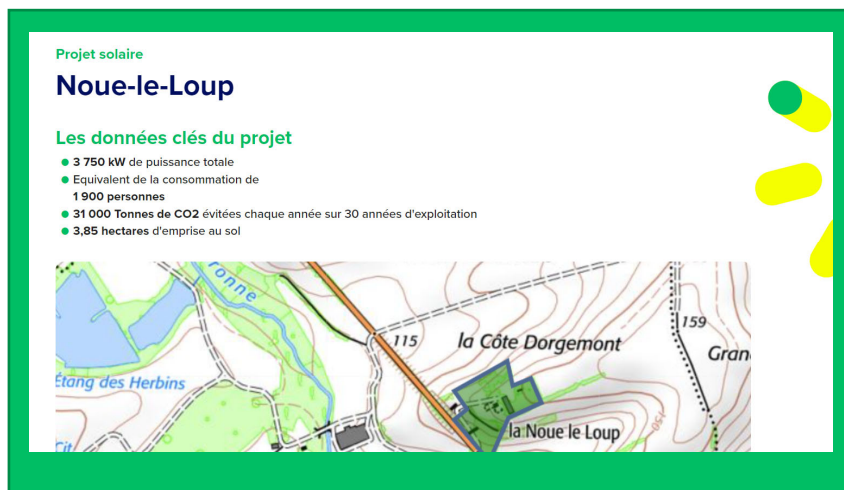 Projet solaire
Noue-le-Loup
Les données clés du projet
3 750 kW de puissance totale
Equivalent de la consommation de
1 900 personnes
31 000 Tonnes de CO2 évitées chaque année sur 30 années d'exploitation
3,85 hectares d'emprise au sol
ronne
159
115
la Côte Dorgemont
Gran
Étang des Herbins
150
la Noue le Loup
Cit